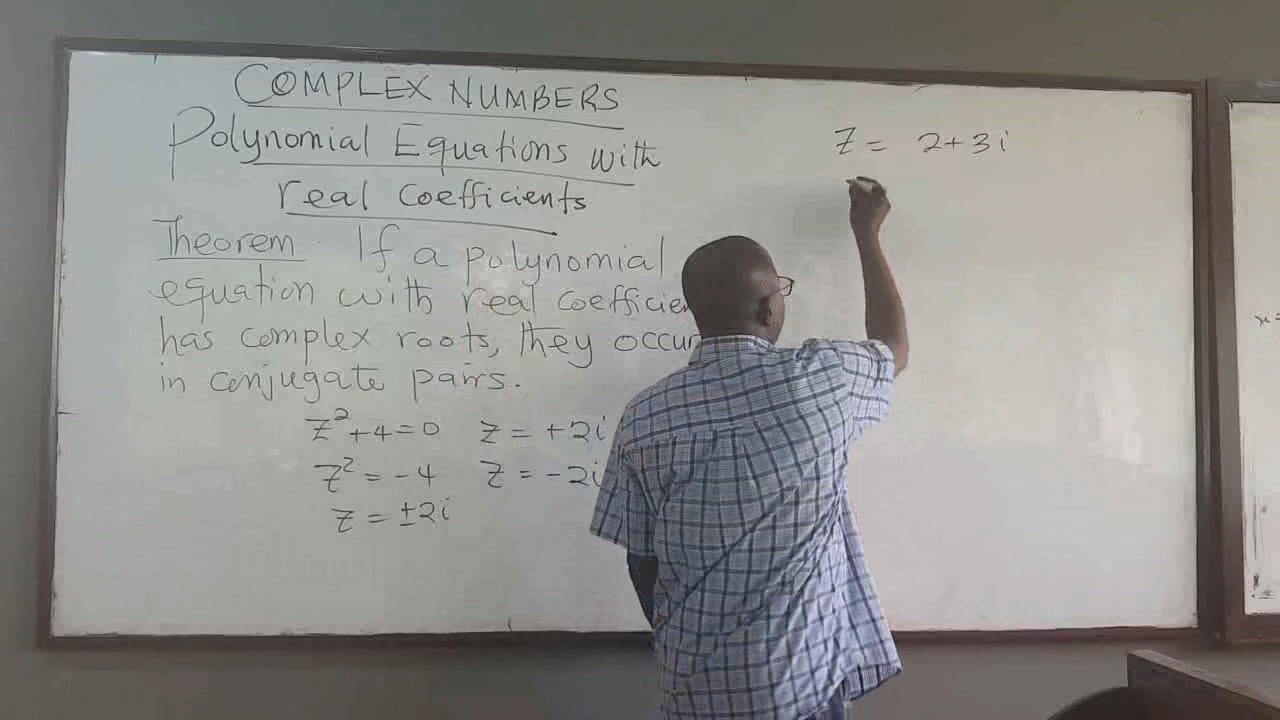 COMPLEX NUMBERS
Polynomial Equations with
real Coefficients
Theorem. If a polynomial
equation with real
has complex roots, they occur
in conjugate pairs.
z²+4=0 z = +2i
z² = -4 z = -2i
z = ±2i
z = 2+3i
x=